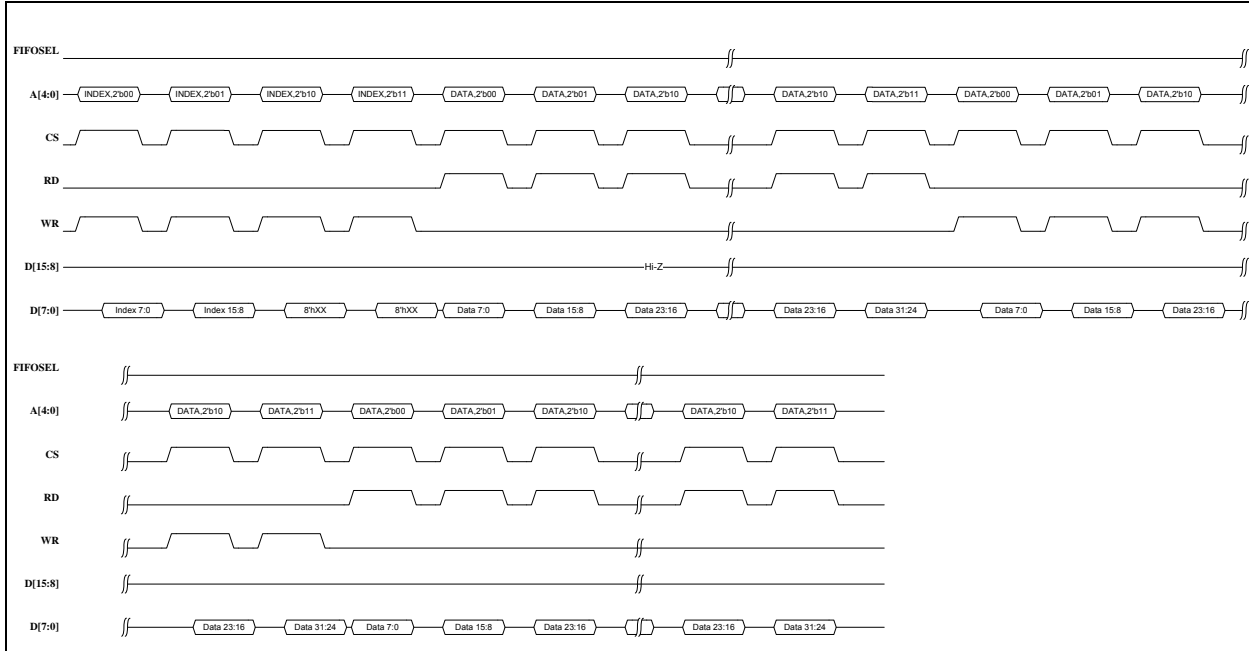 FIFOSEL
A[4:0] INDEX,2'b00 INDEX,2'b01 INDEX,2'b10 INDEX,2'b11 DATA,2'b00 DATA,2'b01 DATA,2'b10 DATA,2'b10 DATA,2'b11 DATA,2'b00 DATA,2'b01 DATA,2'b10
CS
RD
WR
D[15:8] Hi-Z
D[7:0] Index 7:0 Index 15:8 8'hXX 8'hXX Data 7:0 Data 15:8 Data 23:16 Data 23:16 Data 31:24 Data 7:0 Data 15:8 Data 23:16
FIFOSEL
A[4:0] DATA,2'b10 DATA,2'b11 DATA,2'b00 DATA,2'b01 DATA,2'b10 DATA,2'b10 DATA,2'b11
CS
RD
WR
D[15:8]
D[7:0] Data 23:16 Data 31:24 Data 7:0 Data 15:8 Data 23:16 Data 23:16 Data 31:24